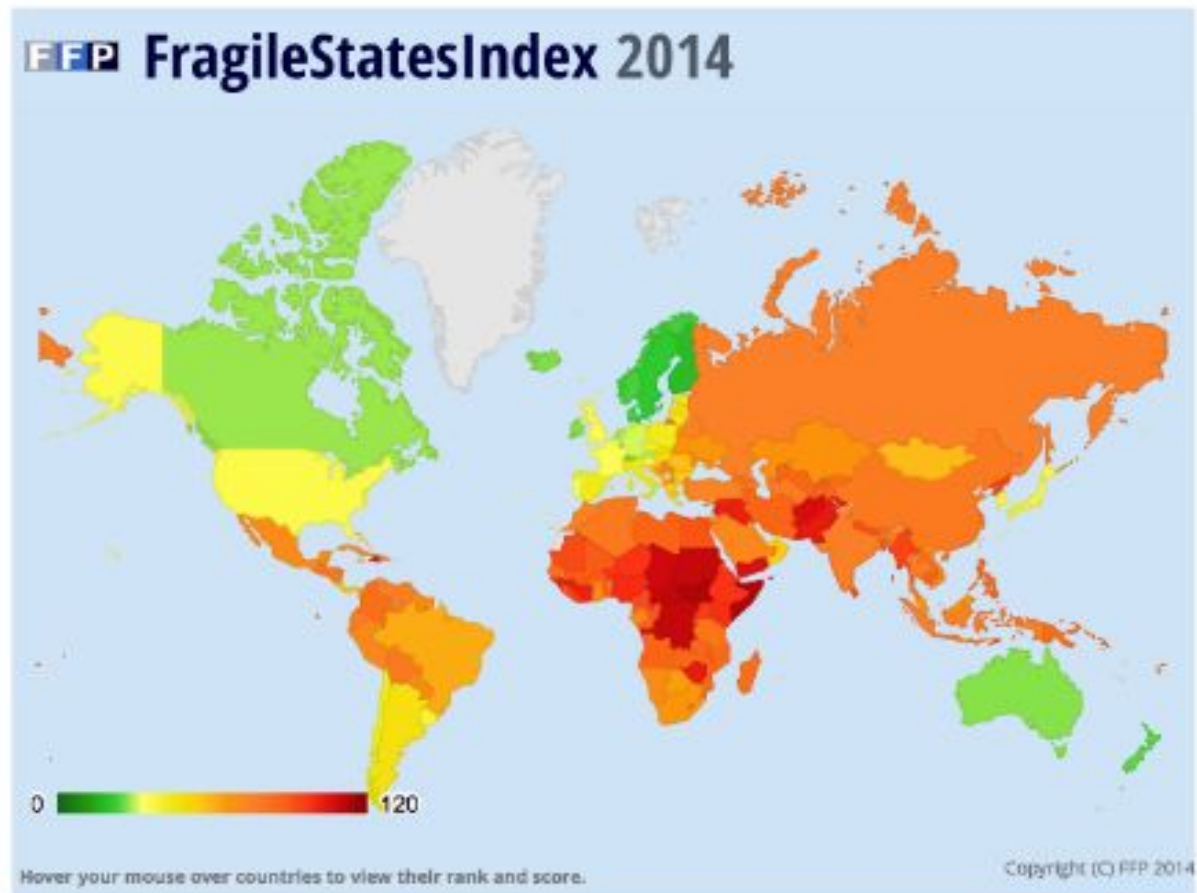 FFP FragileStatesIndex 2014
0 120
Hover your mouse over countries to view their rank and score.
Copyright (C) FFP 2014